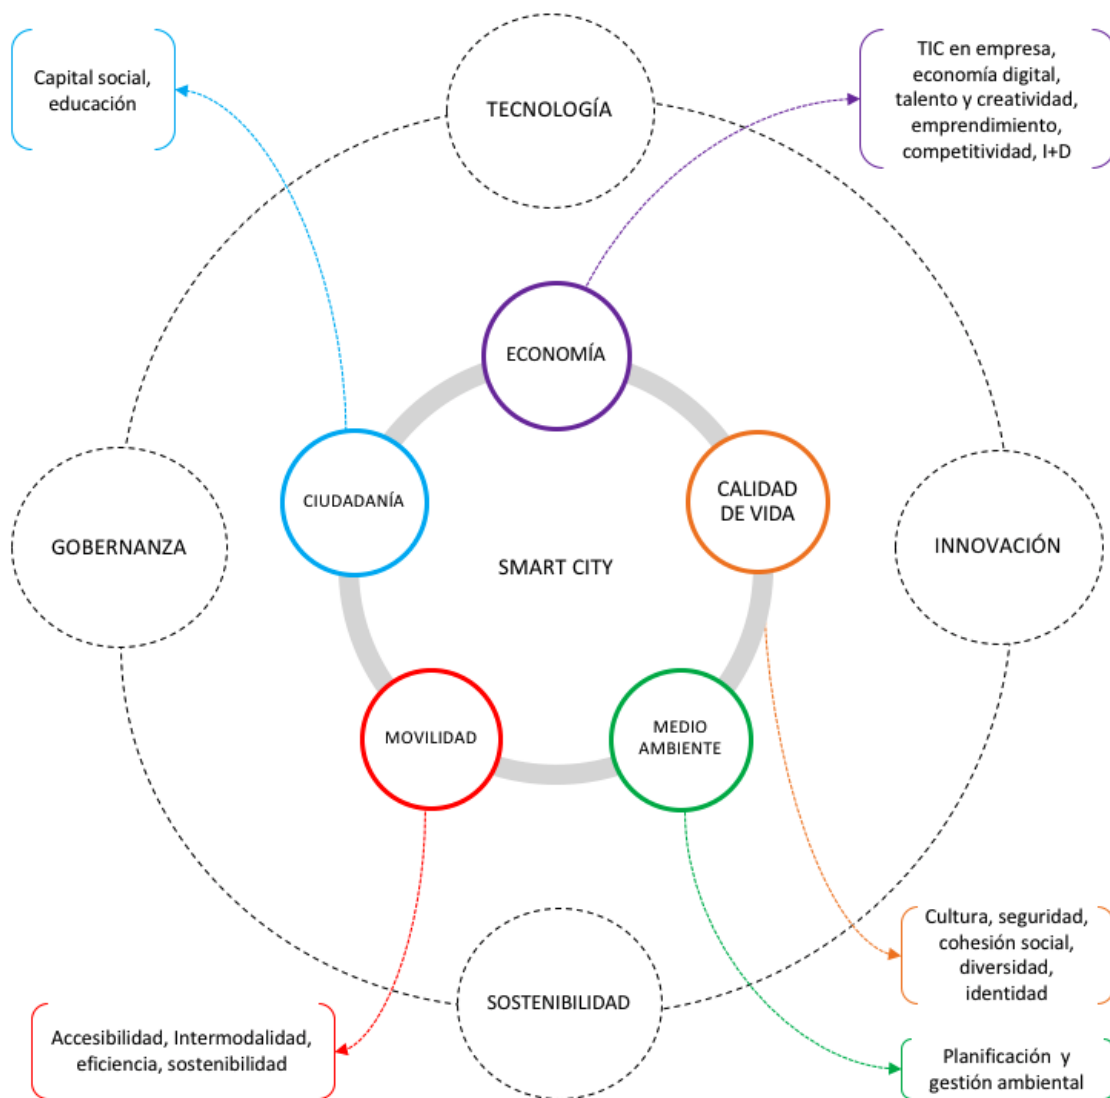 Capital social,
educación
TECNOLOGÍA
TIC en empresa,
economía digital,
talento y creatividad,
emprendimiento,
competitividad, I+D
ECONOMÍA
CIUDADANÍA
CALIDAD
DE VIDA
GOBERNANZA
SMART CITY
INNOVACIÓN
MOVILIDAD
MEDIO
AMBIENTE
Cultura, seguridad,
cohesión social,
diversidad,
identidad
SOSTENIBILIDAD
Accesibilidad, Intermodalidad,
eficiencia, sostenibilidad
Planificación y
gestión ambiental